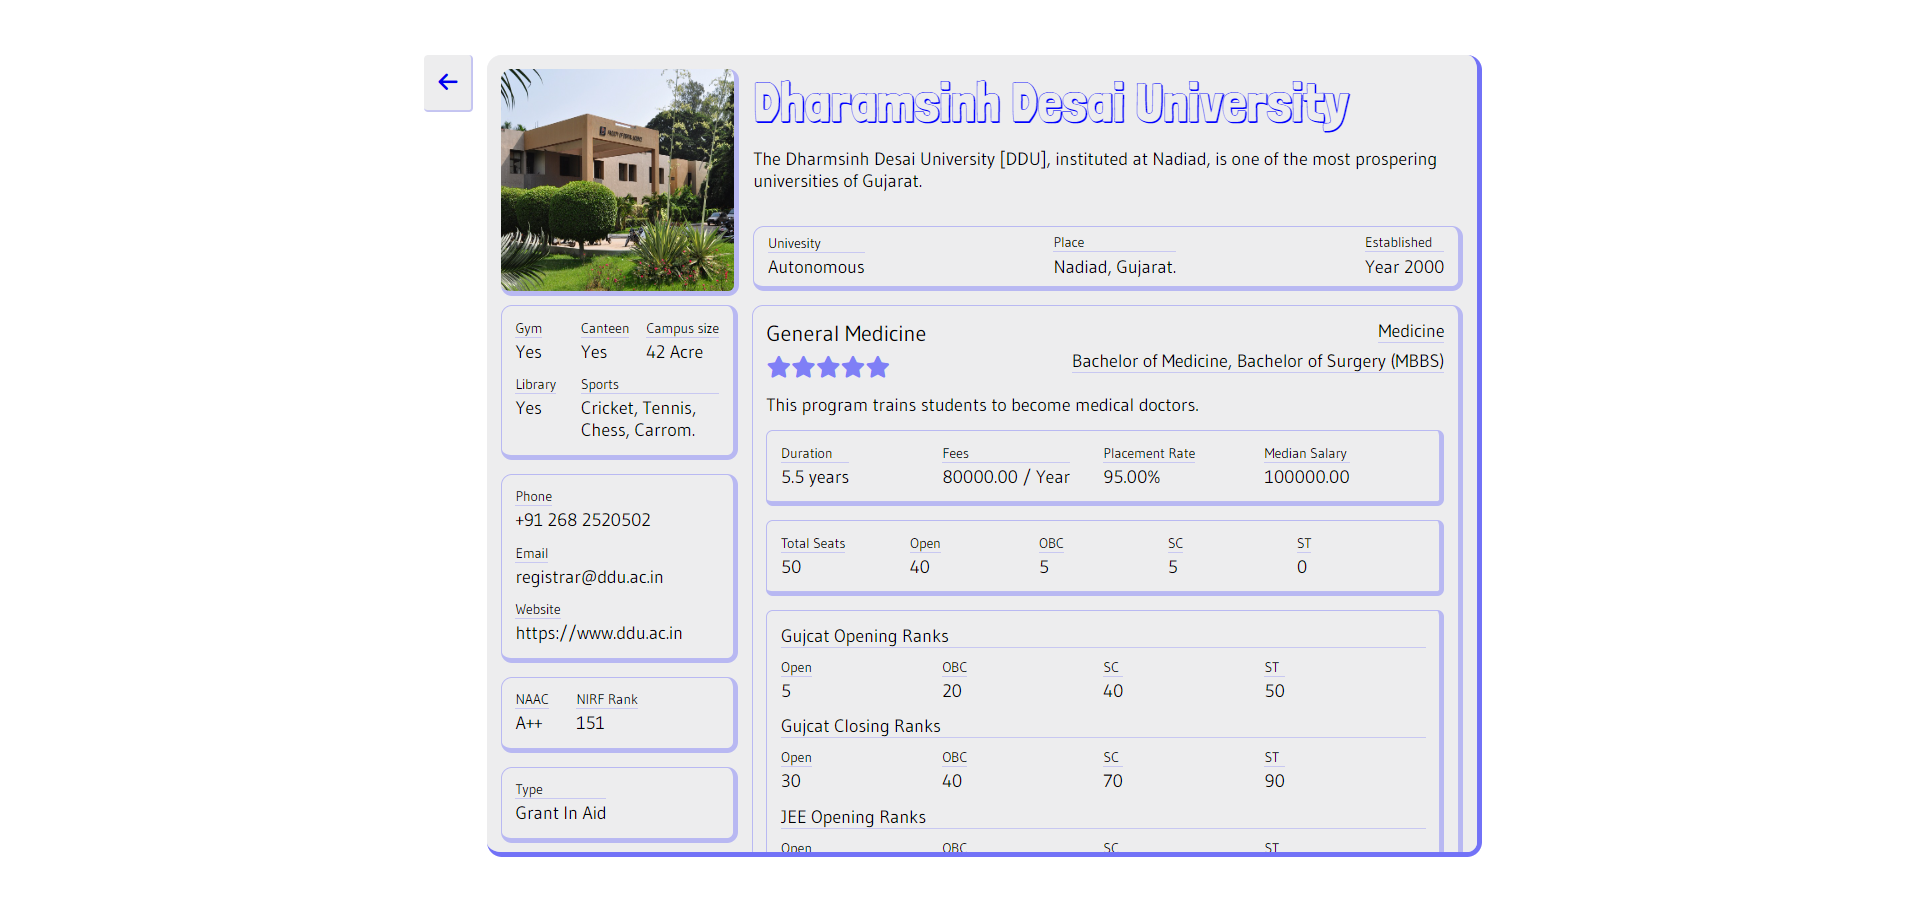 Dharamsinh Desai University
The Dharmsinh Desai University [DDU], instituted at Nadiad, is one of the most prospering
universities of Gujarat.
Univesity Place Established
Autonomous Nadiad, Gujarat. Year 2000
Gym Canteen Campus size
Yes Yes 42 Acre
Library Sports
Yes Cricket, Tennis,
Chess, Carrom.
Phone
+91 268 2520502
Email
registrar@ddu.ac.in
Website
https://www.ddu.ac.in
NAAC NIRF Rank
A++ 151
Type
Grant In Aid
General Medicine
Medicine
Bachelor of Medicine, Bachelor of Surgery (MBBS)
This program trains students to become medical doctors.
Duration Fees Placement Rate Median Salary
5.5 years 80000.00 / Year 95.00% 100000.00
Total Seats Open OBC SC ST
50 40 5 5 0
Gujcat Opening Ranks
Open OBC SC ST
5 20 40 50
Gujcat Closing Ranks
Open OBC SC ST
30 40 70 90
JEE Opening Ranks
Open OBC SC ST